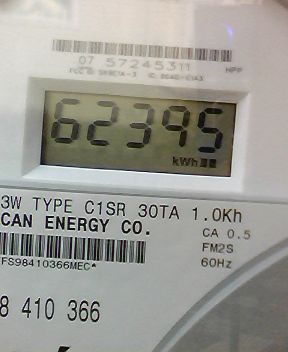 07 57245311
HPP
62395
kWh
3W TYPE C1SR 30TA 1.0Kh
CAN ENERGY CO.
CA 0.5
FM2S
FS98410366MEC*
60Hz
8 410 366